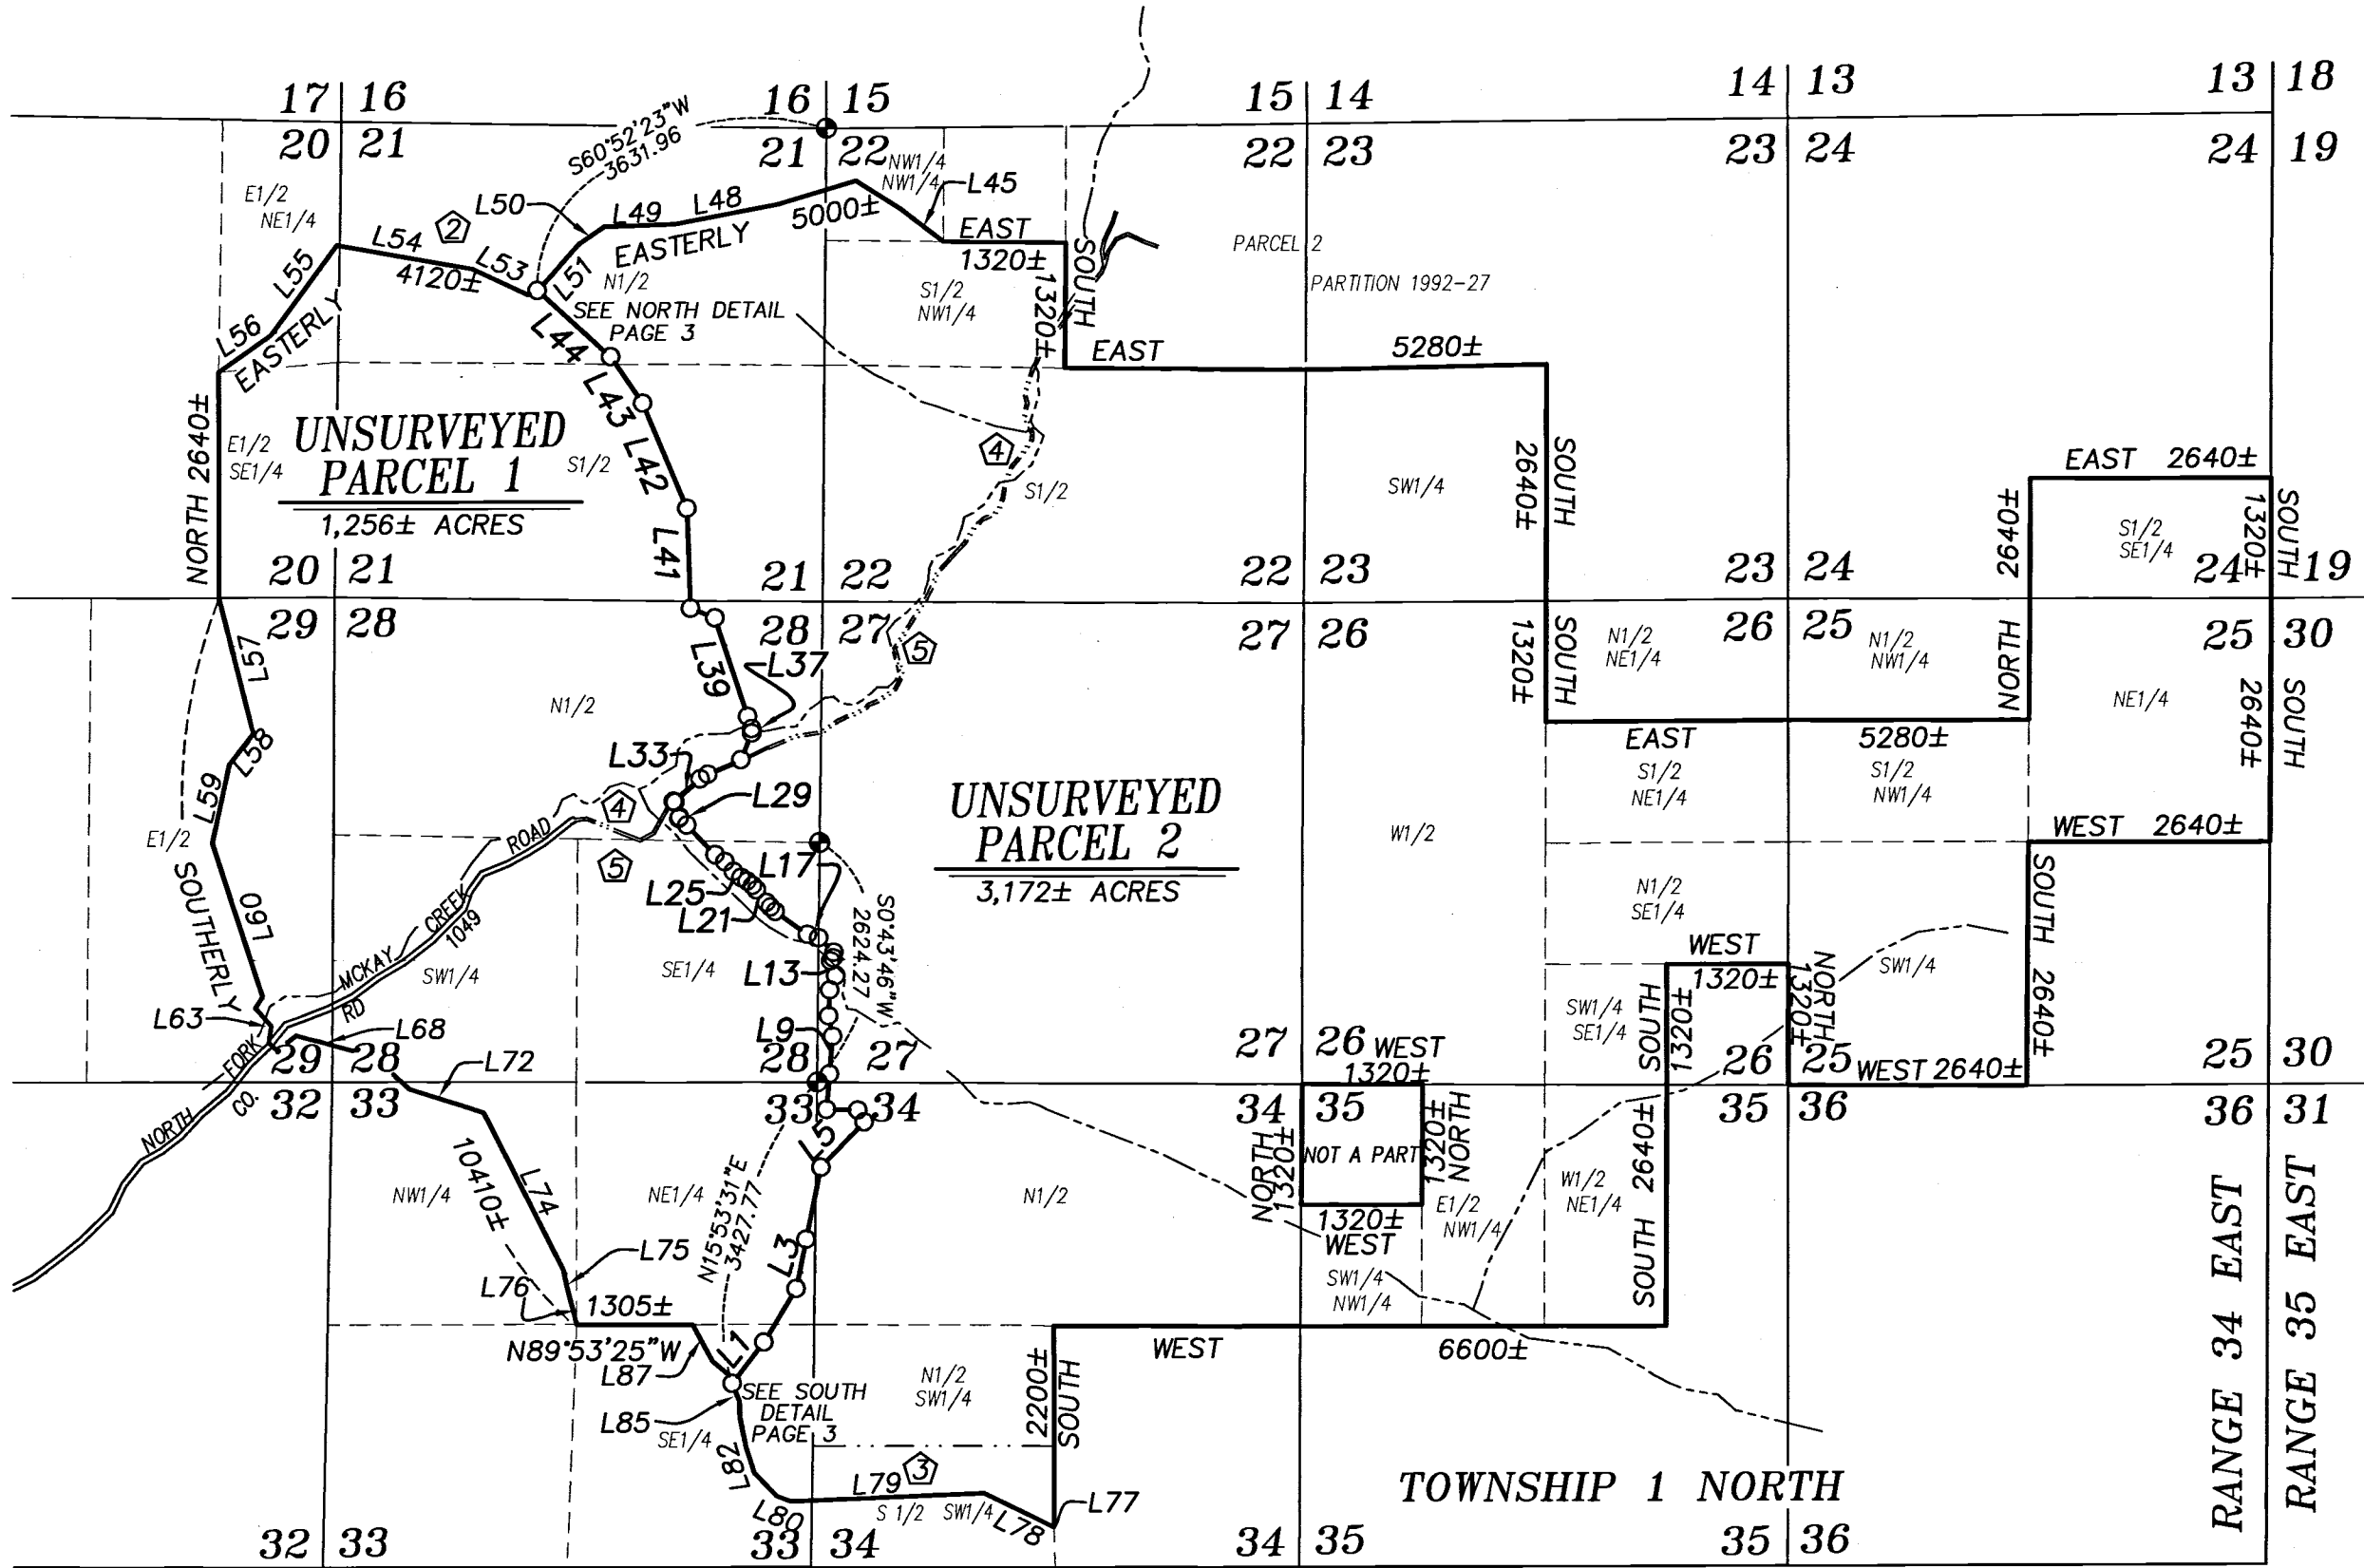 17 16
16 15
15 14
14 13
13 18
20 21
21 22
22 23
23 24
24 19
S60°52'23"W
3631.96
NW1/4
NW1/4
E1/2
NE1/4
L50
2
L49
L48
5000±
L45
EASTERLY
EAST
1320±
SOUTH
1320±
PARCEL 2
PARTITION 1992-27
L54
4120±
L53
L51
N1/2
SEE NORTH DETAIL
PAGE 3
S1/2
NW1/4
L55
L56
EASTERLY
L44
EAST
5280±
NORTH 2640±
E1/2
SE1/4
UNSURVEYED
PARCEL 1
1,256± ACRES
S1/2
L43
L42
L41
4
S1/2
SW1/4
2640±
SOUTH
EAST 2640±
2640±
S1/2
SE1/4
1320±
SOUTH
20 21
21 22
22 23
23 24
24 19
29 28
28 27
27 26
26 25
25 30
L57
L58
L59
L60
E1/2
SOUTHERLY
N1/2
L39
L37
5
1320±
SOUTH
N1/2
NE1/4
N1/2
NW1/4
NORTH
NE1/4
2640±
SOUTH
L33
4
L29
EAST
5280±
S1/2
NE1/4
S1/2
NW1/4
UNSURVEYED
PARCEL 2
3,172± ACRES
W1/2
WEST 2640±
5
L17
L25
L21
S0°43'46"W
2624.27
N1/2
SE1/4
SOUTH 2640±
NORTH FORK MCKAY CREEK ROAD
CO. RD 1049
SW1/4
SE1/4
L13
WEST
1320±
NORTH
1320±
SW1/4
L63
L68
L9
SW1/4
SE1/4
SOUTH
1320±
29 28
28 27
27 26
WEST
1320±
26 25
WEST 2640±
25 30
L72
32 33
33 34
34 35
35 36
36 31
L5
NORTH
1320±
NOT A PART
1320±
NORTH
SOUTH 2640±
10410±
L74
NW1/4
NE1/4
N15°53'31"E
3427.77
N1/2
E1/2
NW1/4
W1/2
NE1/4
1320±
WEST
L75
L3
SW1/4
NW1/4
L76
1305±
N89°53'25"W
L1
WEST
6600±
L87
SEE SOUTH
DETAIL
PAGE 3
N1/2
SW1/4
2200±
SOUTH
L85
SE1/4
L82
3
L79
L80
S 1/2 SW1/4
L78
L77
TOWNSHIP 1 NORTH
RANGE 34 EAST
RANGE 35 EAST
32 33
33 34
34 35
35 36